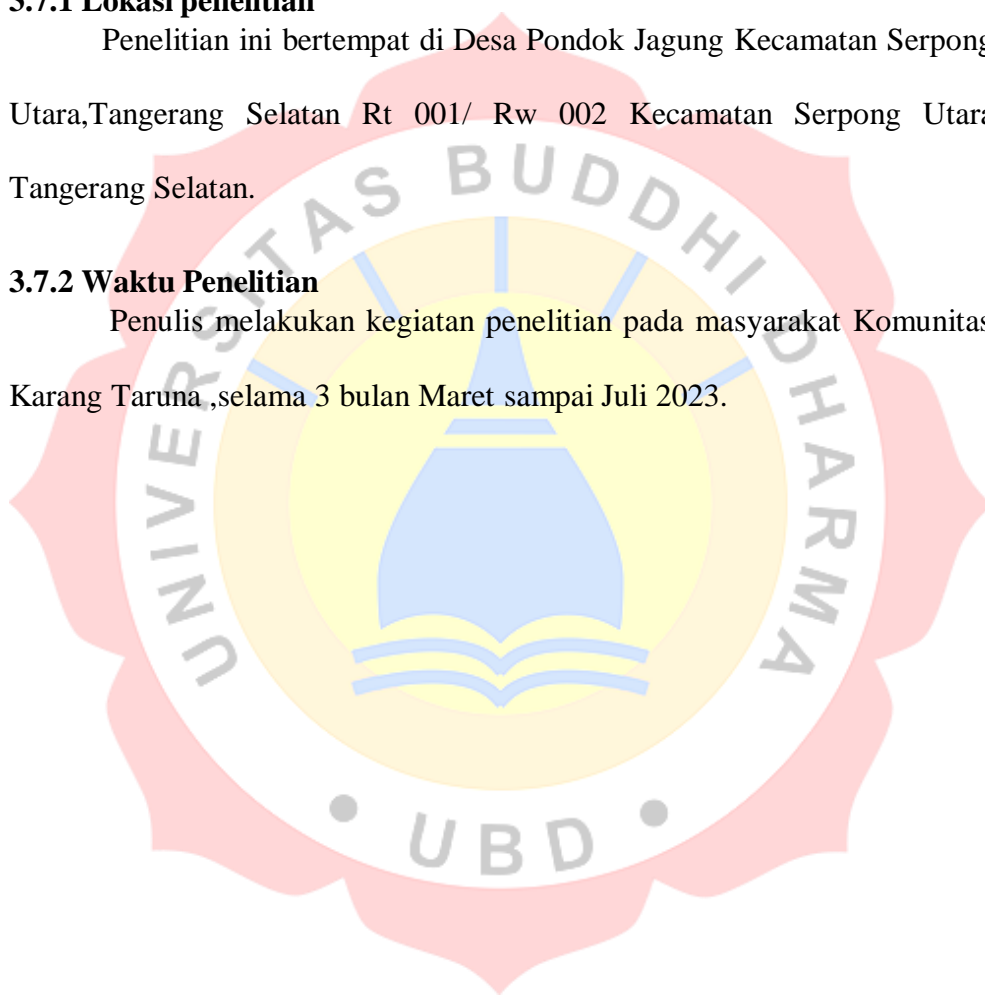 3.7.1 Lokasi penelitian
Penelitian ini bertempat di Desa Pondok Jagung Kecamatan Serpong
Utara,Tangerang Selatan Rt 001/ Rw 002 Kecamatan Serpong Utara
Tangerang Selatan.
3.7.2 Waktu Penelitian
Penulis melakukan kegiatan penelitian pada masyarakat Komunitas
Karang Taruna ,selama 3 bulan Maret sampai Juli 2023.
UNIVERSITAS BUDDHI DHARMA
• UBD •